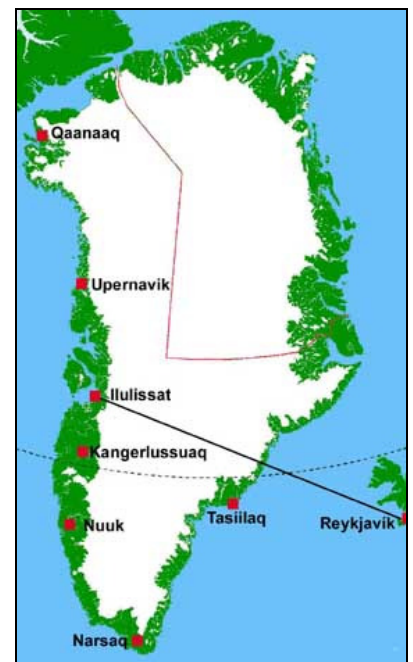 Qaanaaq
Upernavik
Ilulissat
Kangerlussuaq
Tasiilaq
Reykjavik
Nuuk
Narsaq